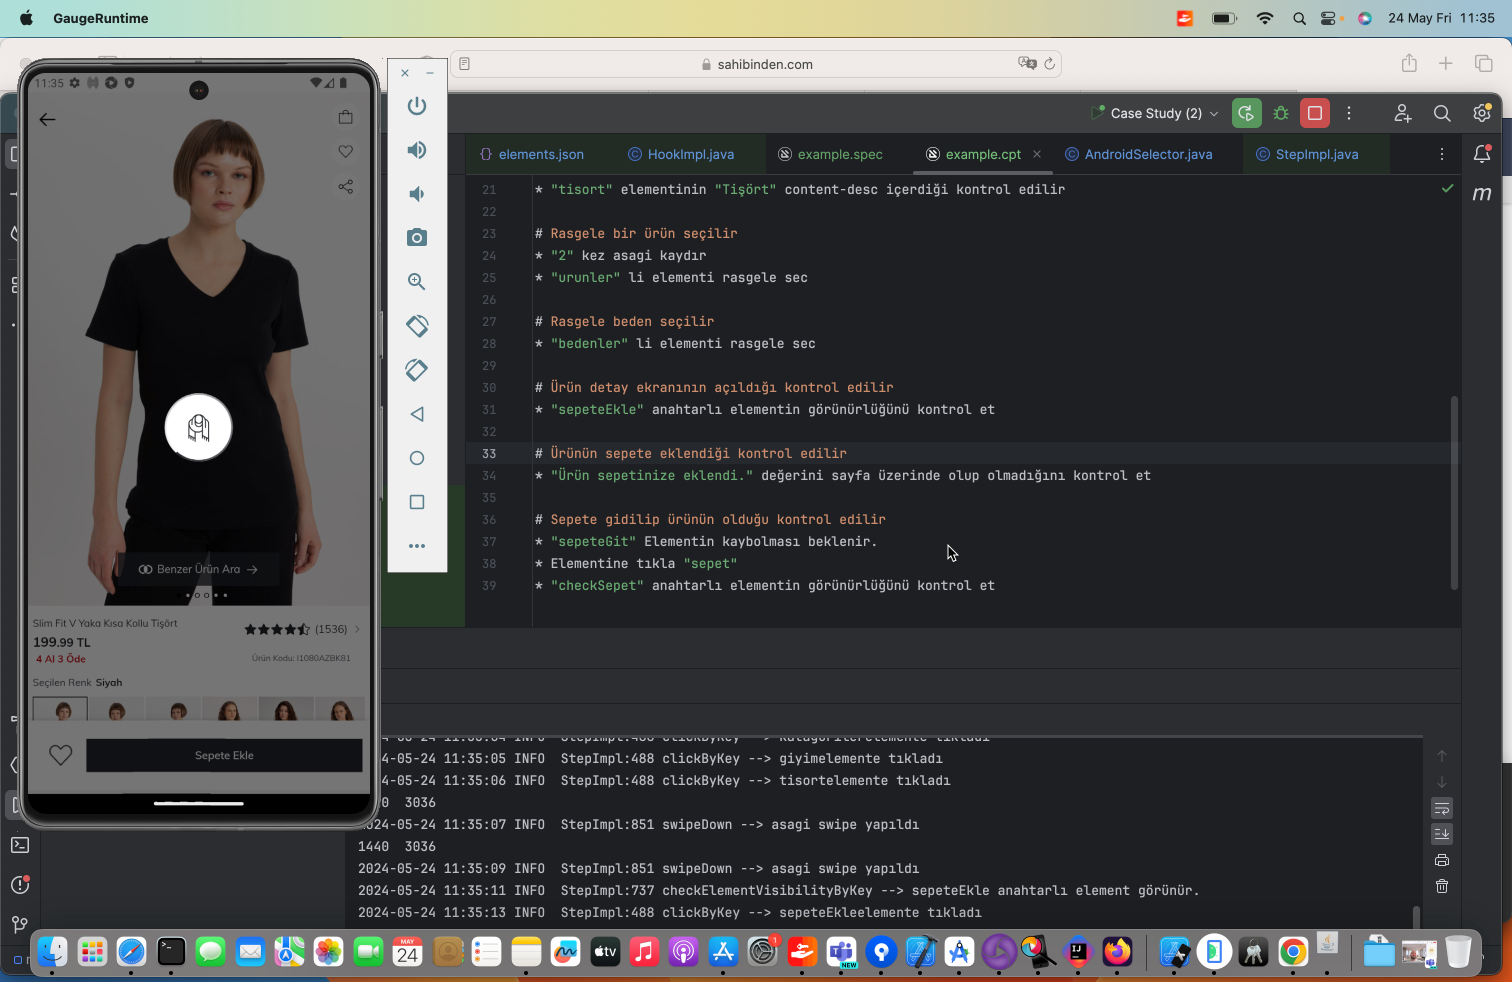 GaugeRuntime
24 May Fri 11:35
sahibinden.com
11:35
Case Study (2)
elements.json
HookImpl.java
example.spec
example.cpt
AndroidSelector.java
StepImpl.java
21 * "tisort" elementinin "Tişört" content-desc içerdiği kontrol edilir
22
23 # Rasgele bir ürün seçilir
24 * "2" kez asagi kaydır
25 * "urunler" li elementi rasgele sec
26
27 # Rasgele beden seçilir
28 * "bedenler" li elementi rasgele sec
29
30 # Ürün detay ekranının açıldığı kontrol edilir
31 * "sepeteEkle" anahtarlı elementin görünürlüğünü kontrol et
32
33 # Ürünün sepete eklendiği kontrol edilir
34 * "Ürün sepetinize eklendi." değerini sayfa üzerinde olup olmadığını kontrol et
35
36 # Sepete gidilip ürünün olduğu kontrol edilir
37 * "sepeteGit" Elementin kaybolması beklenir.
38 * Elementine tıkla "sepet"
39 * "checkSepet" anahtarlı elementin görünürlüğünü kontrol et
m
Benzer Ürün Ara →
Slim Fit V Yaka Kısa Kollu Tişört
(1536)
199.99 TL
4 Al 3 Öde
Ürün Kodu: I1080AZBK81
Seçilen Renk Siyah
Sepete Ekle
4-05-24 11:35:05 INFO StepImpl:488 clickByKey --> giyimelemente tıkladı
4-05-24 11:35:06 INFO StepImpl:488 clickByKey --> tisortelemente tıkladı
0 3036
024-05-24 11:35:07 INFO StepImpl:851 swipeDown --> asagi swipe yapıldı
1440 3036
2024-05-24 11:35:09 INFO StepImpl:851 swipeDown --> asagi swipe yapıldı
2024-05-24 11:35:11 INFO StepImpl:737 checkElementVisibilityByKey --> sepeteEkle anahtarlı element görünür.
2024-05-24 11:35:13 INFO StepImpl:488 clickByKey --> sepeteEkleelemente tıkladı
MAY
24
tv
1
NEW